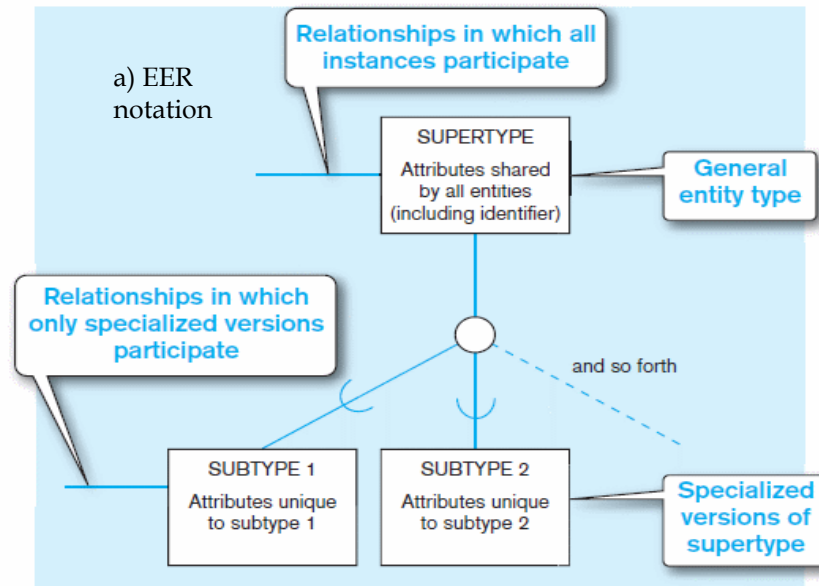 Relationships in which all
instances participate
a) EER
notation
SUPERTYPE
Attributes shared
by all entities
(including identifier)
General
entity type
Relationships in which
only specialized versions
participate
and so forth
SUBTYPE 1
Attributes unique
to subtype 1
SUBTYPE 2
Attributes unique
to subtype 2
Specialized
versions of
supertype